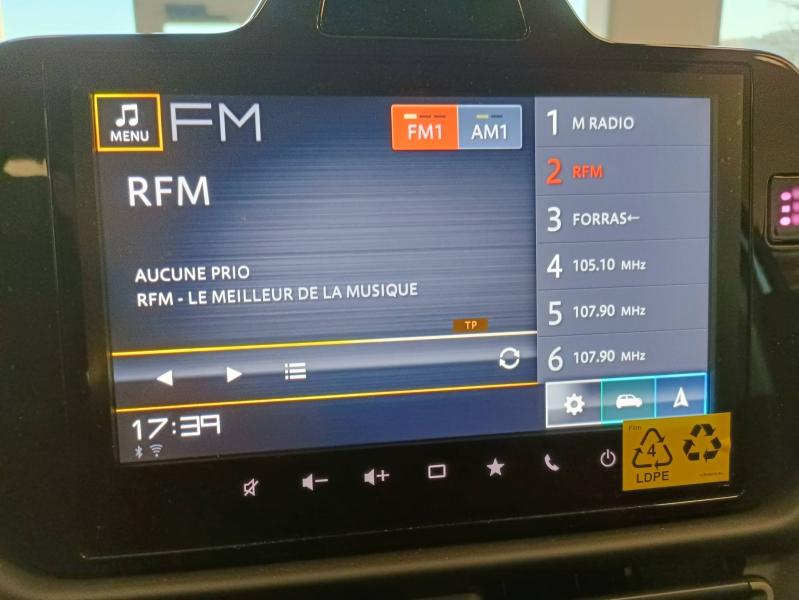 MENU
FM
FM1
AM1
RFM
AUCUNE PRIO
RFM - LE MEILLEUR DE LA MUSIQUE
TP
1 M RADIO
2 RFM
3 FORRAS←
4 105.10 MHz
5 107.90 MHz
6 107.90 MHz
17:39
Film
4
LDPE